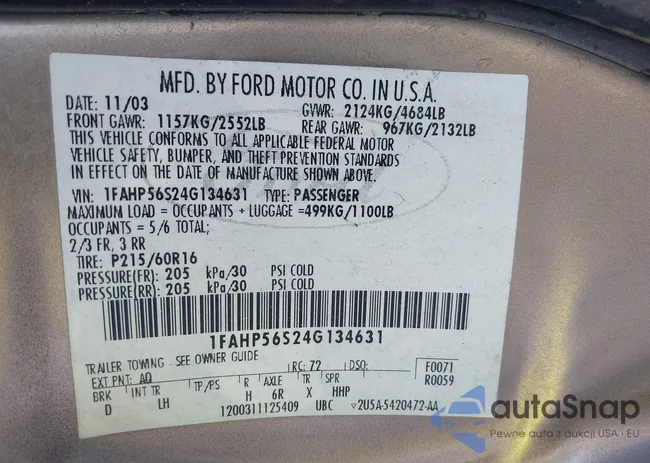 MFD. BY FORD MOTOR CO. IN U.S.A.
DATE: 11/03 GVWR: 2124KG/4684LB
FRONT GAWR: 1157KG/2552LB REAR GAWR: 967KG/2132LB
THIS VEHICLE CONFORMS TO ALL APPLICABLE FEDERAL MOTOR
VEHICLE SAFETY, BUMPER, AND THEFT PREVENTION STANDARDS
IN EFFECT ON THE DATE OF MANUFACTURE SHOWN ABOVE.
VIN: 1FAHP56S24G134631 TYPE: PASSENGER
MAXIMUM LOAD = OCCUPANTS + LUGGAGE =499KG/1100LB
OCCUPANTS = 5/6 TOTAL;
2/3 FR, 3 RR
TIRE: P215/60R16
PRESSURE(FR): 205 kPa/30 PSI COLD
PRESSURE(RR): 205 kPa/30 PSI COLD
1FAHP56S24G134631
TRAILER TOWING - SEE OWNER GUIDE RC: 72 DSO: F0071
EXT PNT: AQ R0059
BRK INT TR TP/PS R AXLE TR SPR
D LH H 6R X HHP
1200311125409 UBC 2U5A-5420472-AA
autoSnap
Pewne auta z aukcji USA i EU